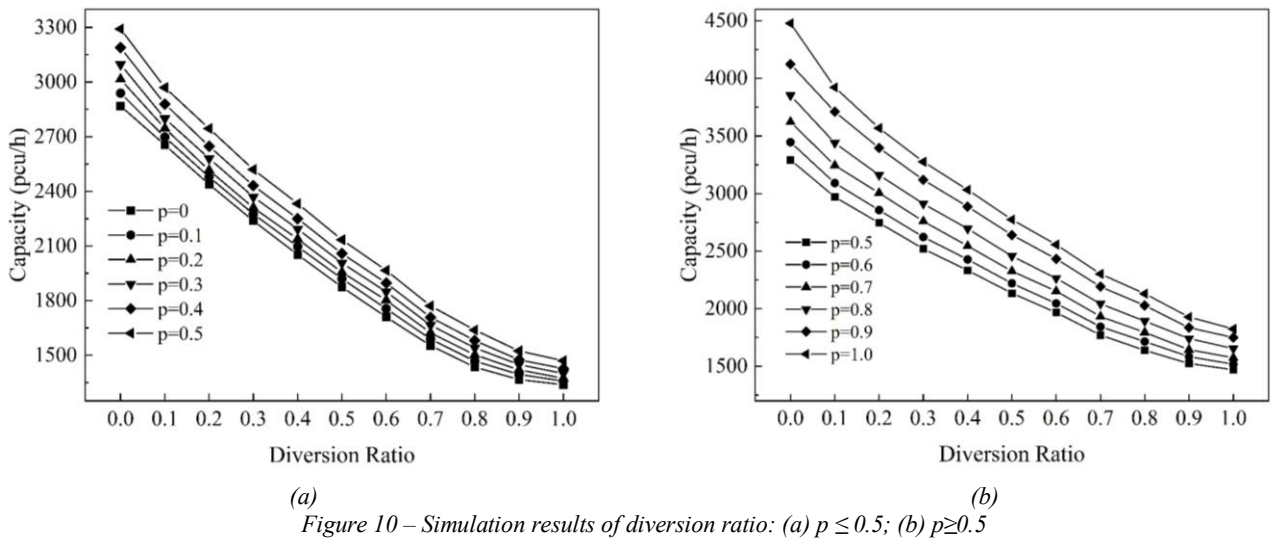 3300
3000
2700
2400
2100
1800
1500
Capacity (pcu/h)
p=0
p=0.1
p=0.2
p=0.3
p=0.4
p=0.5
0.0 0.1 0.2 0.3 0.4 0.5 0.6 0.7 0.8 0.9 1.0
Diversion Ratio
(a)
4500
4000
3500
3000
2500
2000
1500
Capacity (pcu/h)
p=0.5
p=0.6
p=0.7
p=0.8
p=0.9
p=1.0
0.0 0.1 0.2 0.3 0.4 0.5 0.6 0.7 0.8 0.9 1.0
Diversion Ratio
(b)
Figure 10 – Simulation results of diversion ratio: (a) p ≤ 0.5; (b) p≥0.5